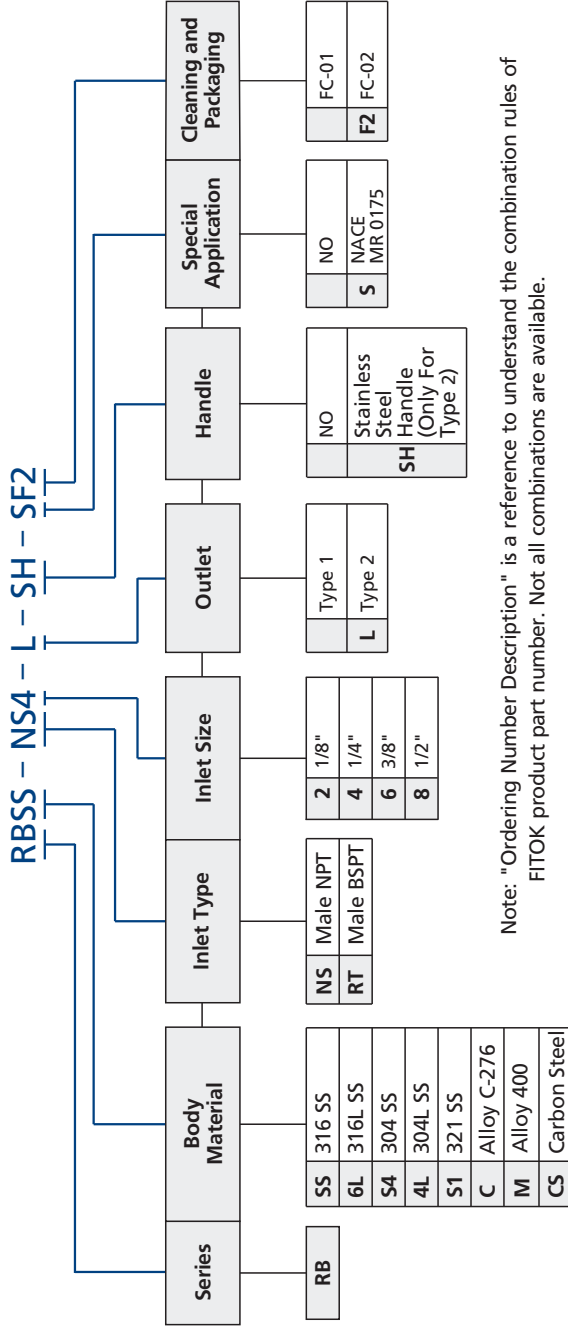 RBSS – NS4 – L – SH – SF2
Series
Body
Material
Inlet Type
Inlet Size
Outlet
Handle
Special
Application
Cleaning and
Packaging
RB
SS 316 SS
6L 316L SS
S4 304 SS
4L 304L SS
S1 321 SS
C Alloy C-276
M Alloy 400
CS Carbon Steel
NS Male NPT
RT Male BSPT
2 1/8"
4 1/4"
6 3/8"
8 1/2"
Type 1
L Type 2
NO
SH Stainless
Steel
Handle
(Only For
Type 2)
NO
S NACE
MR 0175
FC-01
F2 FC-02
Note: "Ordering Number Description" is a reference to understand the combination rules of
FITOK product part number. Not all combinations are available.